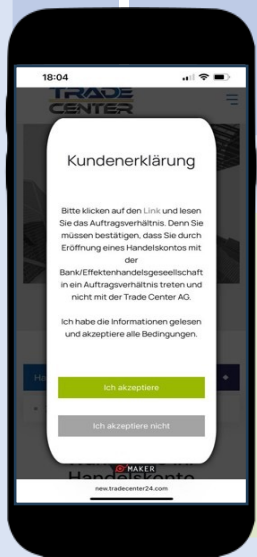 18:04
TRADE
CENTER
Kundenerklärung
Bitte klicken auf den Link und lesen
Sie das Auftragsverhältnis. Denn Sie
müssen bestätigen, dass Sie durch
Eröffnung eines Handelskontos mit
der
Bank/Effektenhandelsgeseellschaft
in ein Auftragsverhältnis treten und
nicht mit der Trade Center AG.
Ich habe die Informationen gelesen
und akzeptiere alle Bedingungen.
Ich akzeptiere
Ich akzeptiere nicht
MAKER
Handelskonto
new.tradecenter24.com